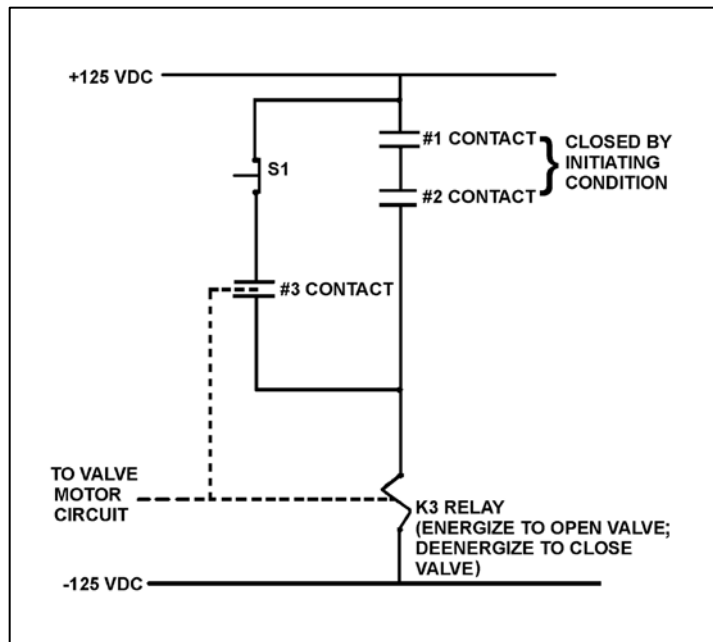 +125 VDC
#1 CONTACT
CLOSED BY
INITIATING
CONDITION
S1
#2 CONTACT
#3 CONTACT
TO VALVE
MOTOR
CIRCUIT
K3 RELAY
(ENERGIZE TO OPEN VALVE;
DEENERGIZE TO CLOSE
VALVE)
-125 VDC